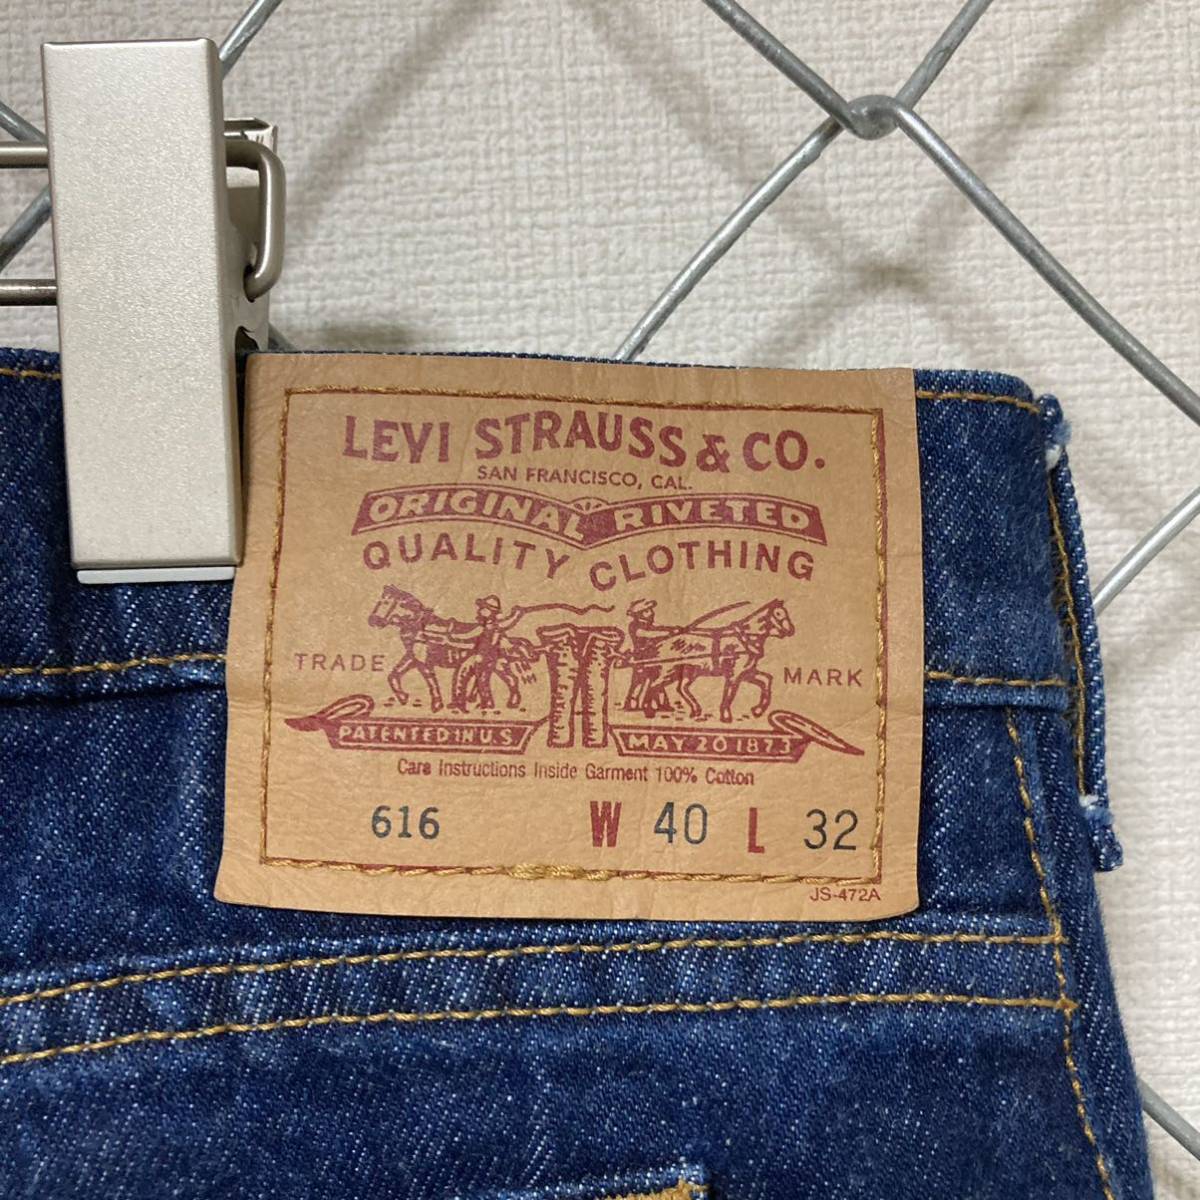 LEVI STRAUSS & CO.
SAN FRANCISCO, CAL.
ORIGINAL RIVETED
QUALITY CLOTHING
TRADE MARK
PATENTED IN U.S. MAY 20 1873
Care Instructions Inside Garment 100% Cotton
616 W 40 L 32
JS-472A